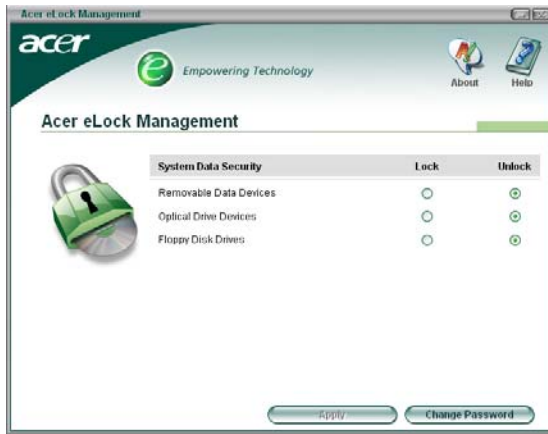 Acer eLock Management
acer
e Empowering Technology
About Help
Acer eLock Management
System Data Security Lock Unlock
Removable Data Devices
Optical Drive Devices
Floppy Disk Drives
Apply Change Password